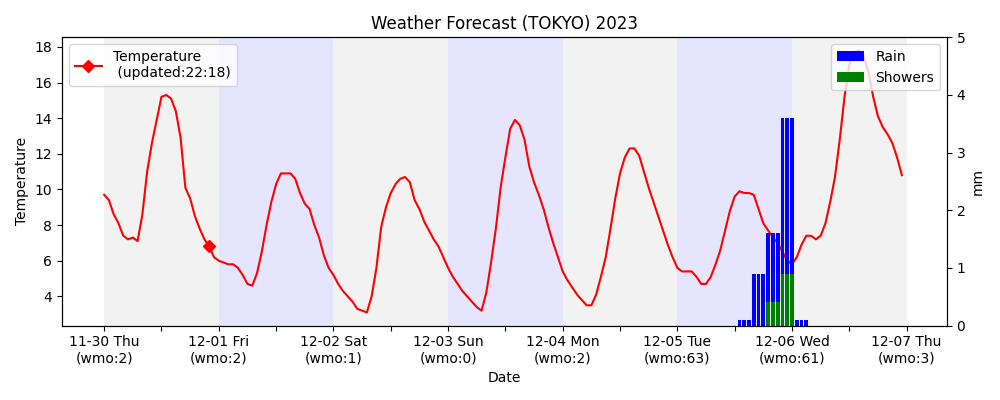 Weather Forecast (TOKYO) 2023
Temperature
(updated:22:18)
Rain
Showers
18
16
14
12
10
8
6
4
Temperature
5
4
3
2
1
0
mm
11-30 Thu
(wmo:2)
12-01 Fri
(wmo:2)
12-02 Sat
(wmo:1)
12-03 Sun
(wmo:0)
12-04 Mon
(wmo:2)
12-05 Tue
(wmo:63)
12-06 Wed
(wmo:61)
12-07 Thu
(wmo:3)
Date